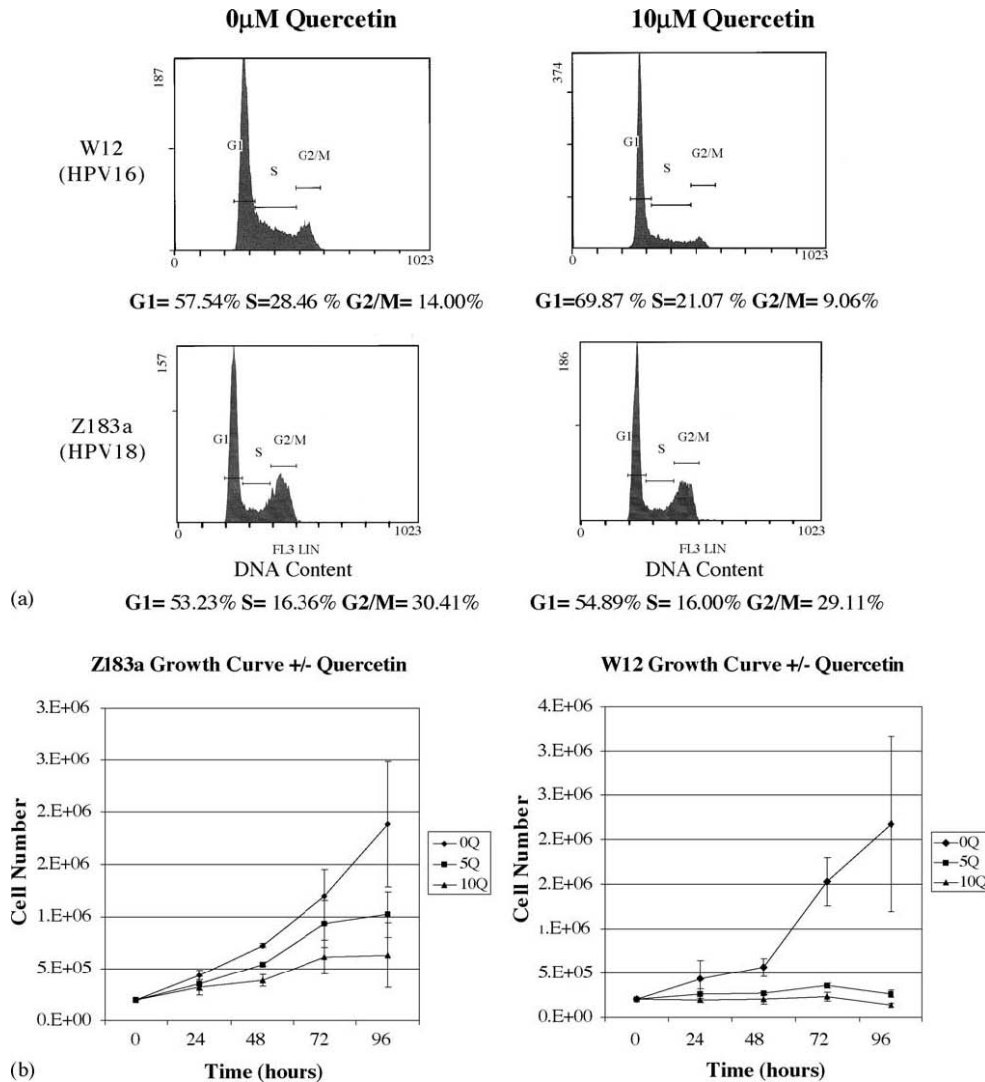 (a)
0μM Quercetin
10μM Quercetin
W12
(HPV16)
187
G1
S
G2/M
0
1023
G1= 57.54% S=28.46 % G2/M= 14.00%
374
G1
S
G2/M
0
1023
G1=69.87 % S=21.07 % G2/M= 9.06%
Z183a
(HPV18)
157
G1
S
G2/M
0
1023
FL3 LIN
DNA Content
G1= 53.23% S= 16.36% G2/M= 30.41%
186
G1
S
G2/M
0
1023
FL3 LIN
DNA Content
G1= 54.89% S= 16.00% G2/M= 29.11%
(a)
Z183a Growth Curve +/- Quercetin
3.E+06
3.E+06
2.E+06
2.E+06
1.E+06
5.E+05
0.E+00
Cell Number
0 24 48 72 96
Time (hours)
0Q
5Q
10Q
W12 Growth Curve +/- Quercetin
4.E+06
3.E+06
3.E+06
2.E+06
2.E+06
1.E+06
5.E+05
0.E+00
Cell Number
0 24 48 72 96
Time (hours)
0Q
5Q
10Q
(b)